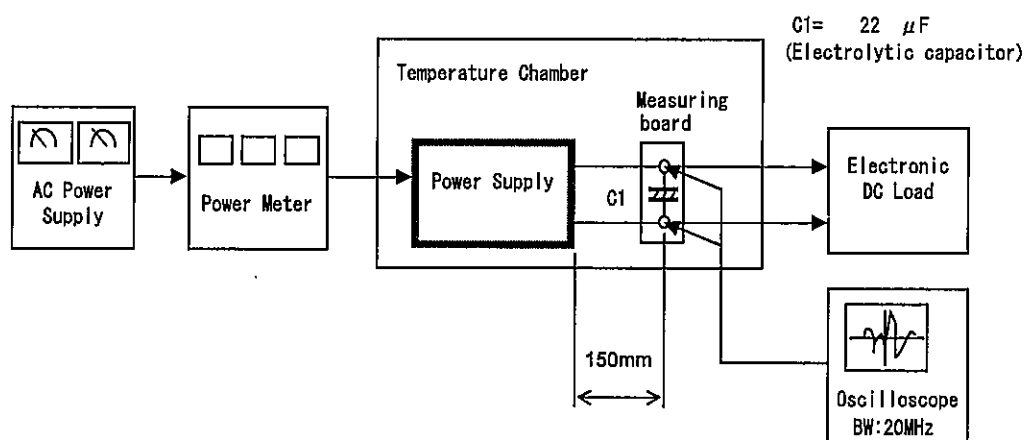 C1= 22 μF
(Electrolytic capacitor)
Temperature Chamber
Measuring
board
AC Power
Supply
Power Meter
Power Supply
C1
Electronic
DC Load
150mm
Oscilloscope
BW:20MHz